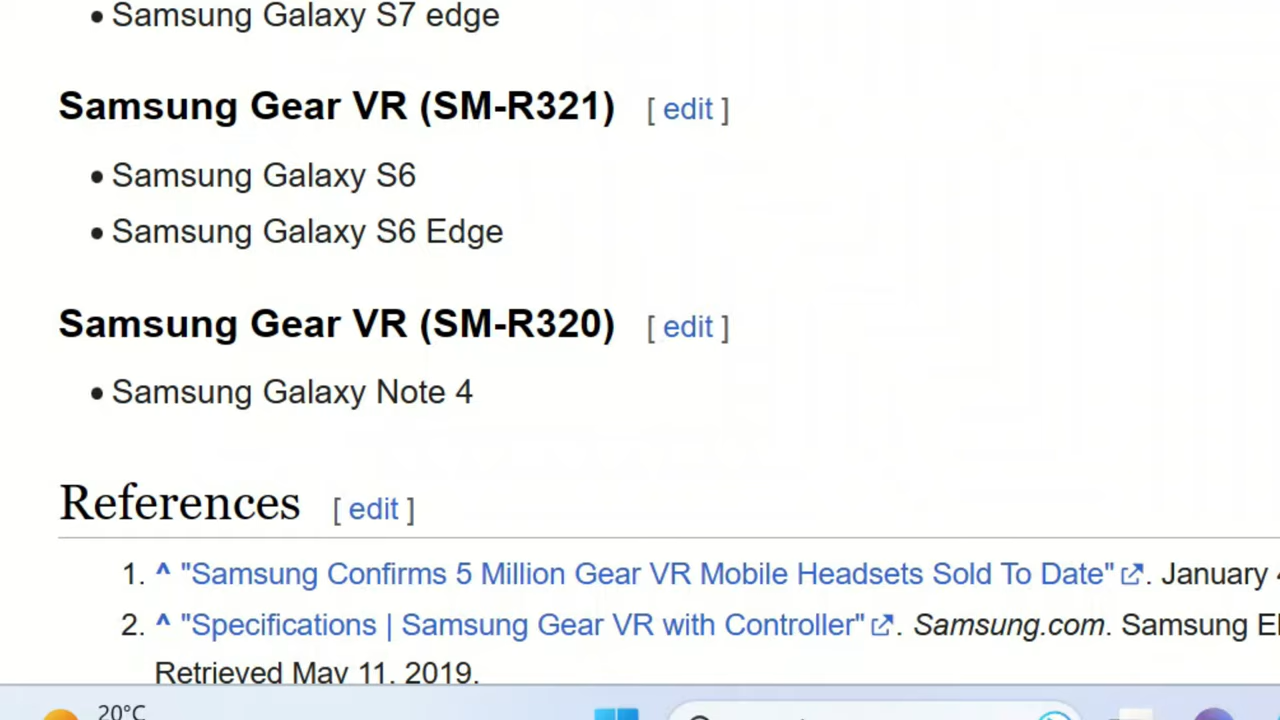 • Samsung Galaxy S7 edge
Samsung Gear VR (SM-R321) [ edit ]
• Samsung Galaxy S6
• Samsung Galaxy S6 Edge
Samsung Gear VR (SM-R320) [ edit ]
• Samsung Galaxy Note 4
References [ edit ]
1. ^ "Samsung Confirms 5 Million Gear VR Mobile Headsets Sold To Date". January
2. ^ "Specifications | Samsung Gear VR with Controller". Samsung.com. Samsung
Retrieved May 11, 2019.
20°C